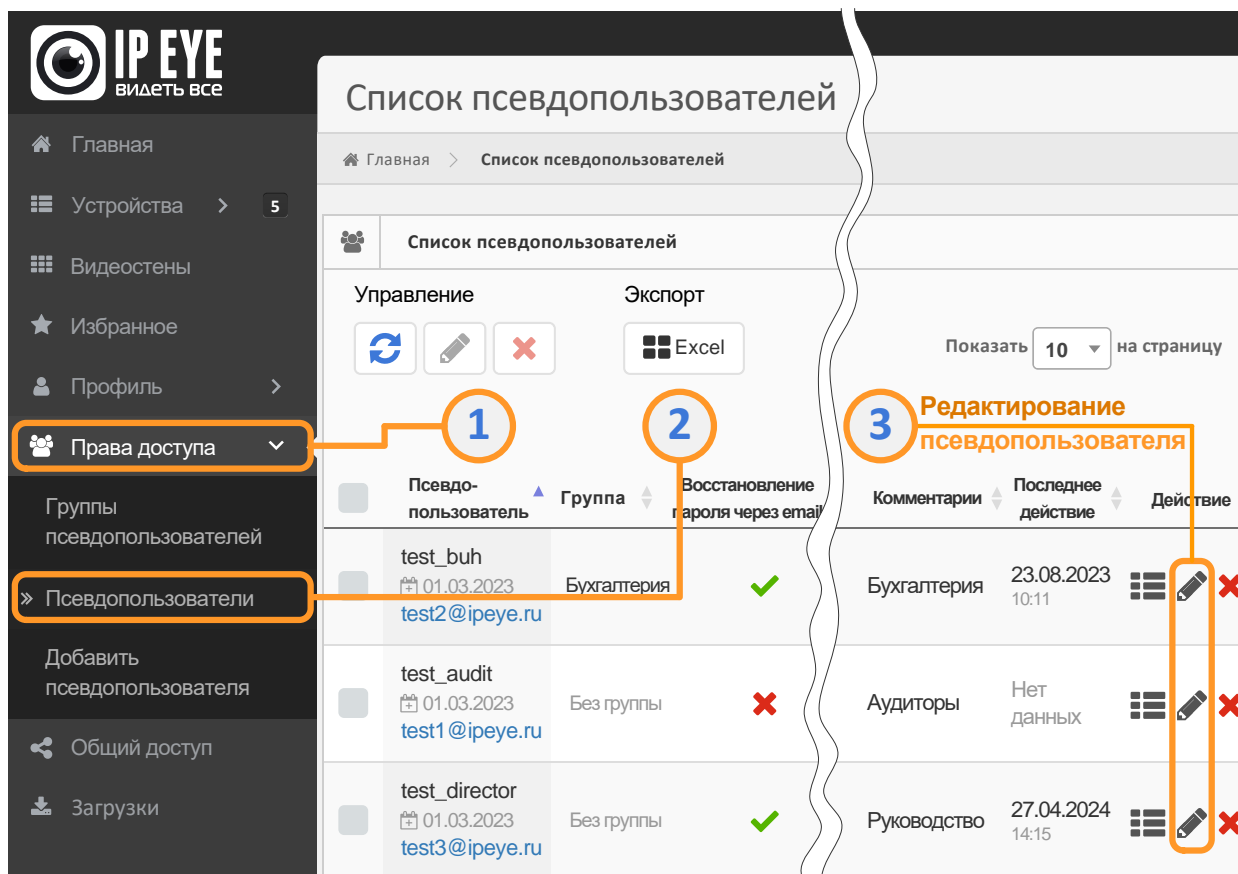 IP EYE
видеть все
Главная
Устройства
5
Видеостены
Избранное
Профиль
Права доступа
Группы
псевдопользователей
Псевдопользователи
Добавить
псевдопользователя
Общий доступ
Загрузки
Список псевдопользователей
Главная
Список псевдопользователей
Список псевдопользователей
Управление
Экспорт
Excel
Показать 10 на страницу
1
2
3
Редактирование
псевдопользователя
Псевдо-
пользователь
Группа
Восстановление
пароля через email
Комментарии
Последнее
действие
Действие
test_buh
01.03.2023
test2@ipeye.ru
Бухгалтерия
Бухгалтерия
23.08.2023
10:11
test_audit
01.03.2023
test1@ipeye.ru
Без группы
Аудиторы
Нет
данных
test_director
01.03.2023
test3@ipeye.ru
Без группы
Руководство
27.04.2024
14:15